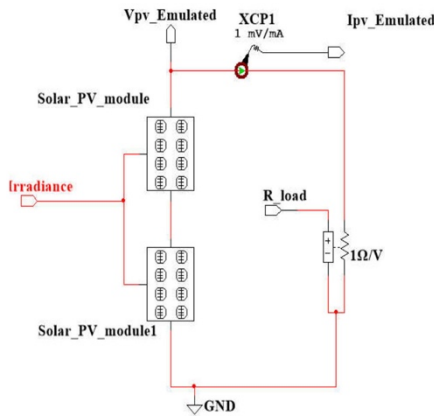 Vpv_Emulated
XCP1
1 mV/mA
Ipv_Emulated
Solar_PV_module
Irradiance
R_load
1Ω/V
Solar_PV_module1
GND